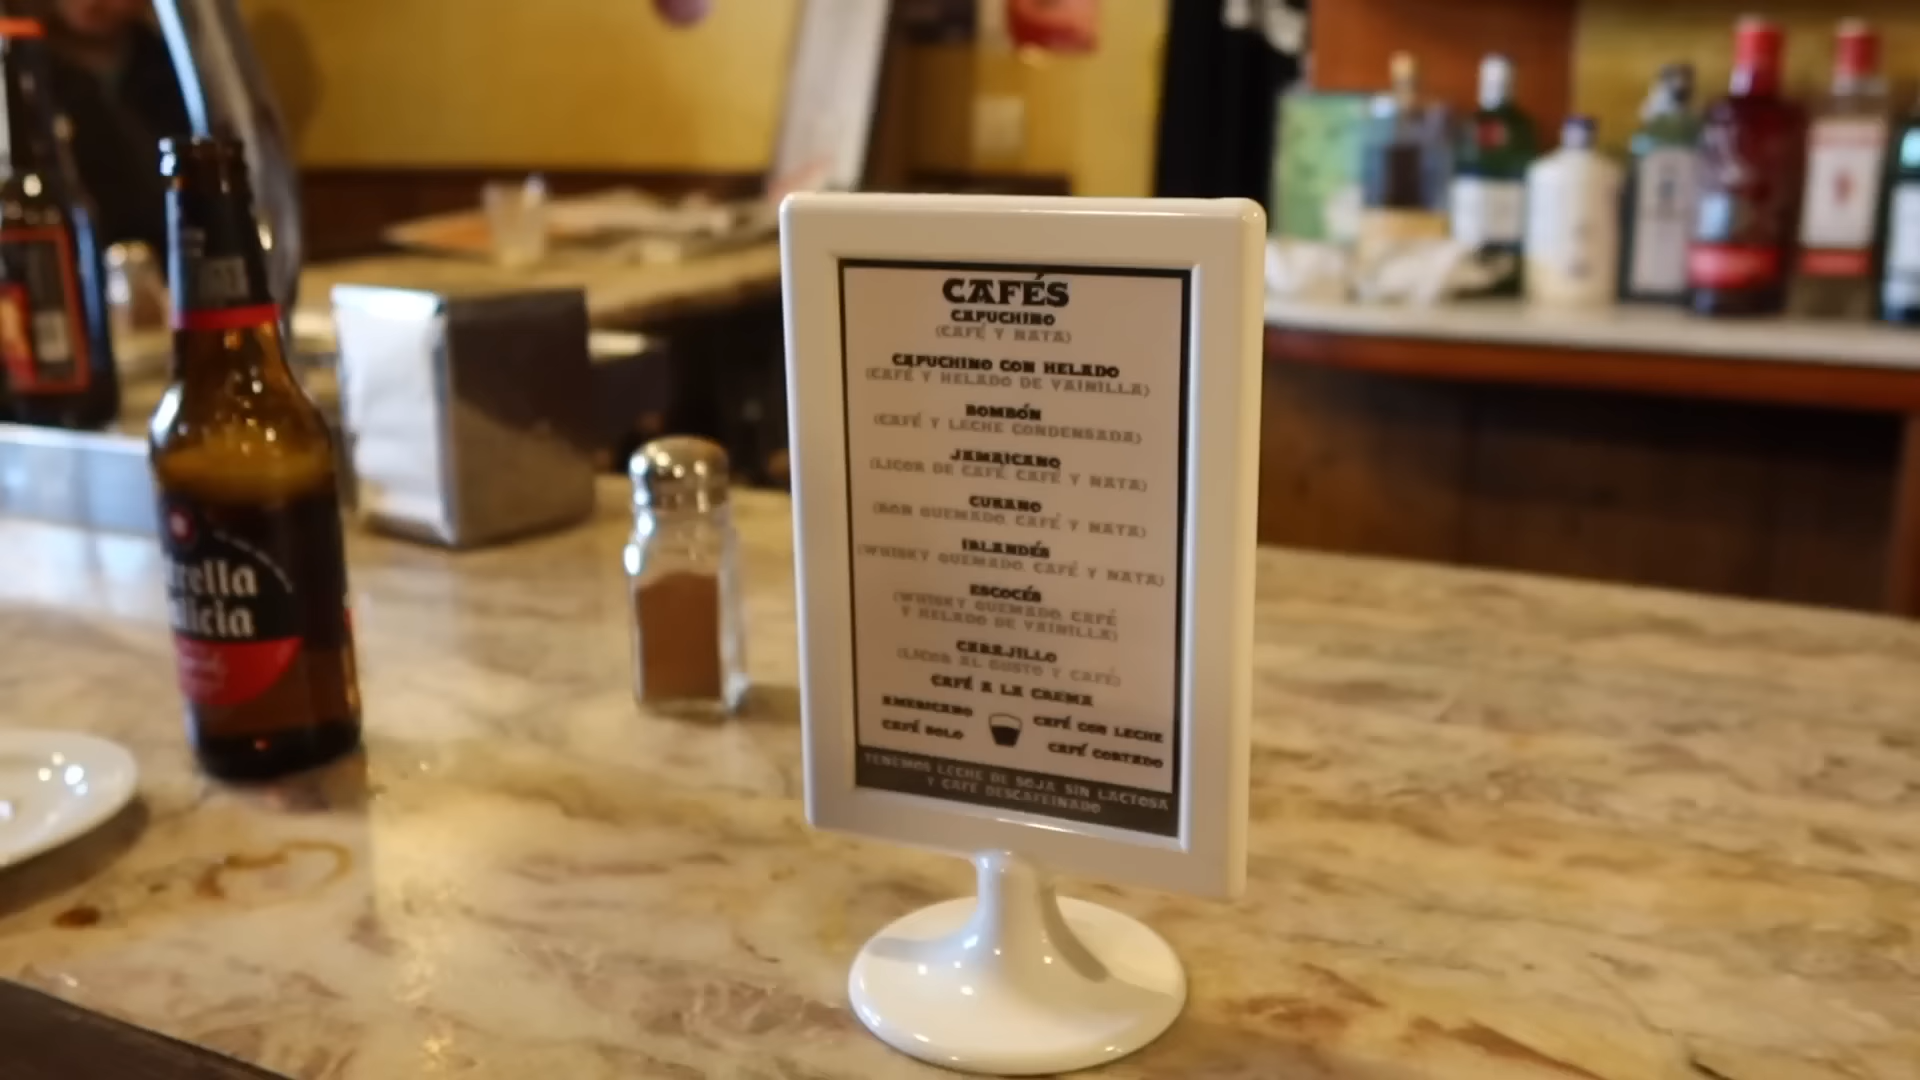 CAFÉS
CAPUCHINO
(CAFÉ Y NATA)
CAPUCHINO CON HELADO
(CAFÉ Y HELADO DE VAINILLA)
BOMBÓN
(CAFÉ Y LECHE CONDENSADA)
JAMAICANO
(LICOR DE CAFÉ, CAFÉ Y NATA)
CUBANO
(RON QUEMADO, CAFÉ Y NATA)
IRLANDÉS
(WHISKY QUEMADO, CAFÉ Y NATA)
ESCOCÉS
(WHISKY QUEMADO, CAFÉ
Y HELADO DE VAINILLA)
CARAJILLO
(LICOR AL GUSTO Y CAFÉ)
CAFÉ A LA CREMA
AMERICANO
CAFÉ SOLO
CAFÉ CON LECHE
CAFÉ CORTADO
TENEMOS LECHE DE SOJA, SIN LACTOSA
Y CAFÉ DESCAFEINADO
rella
licia